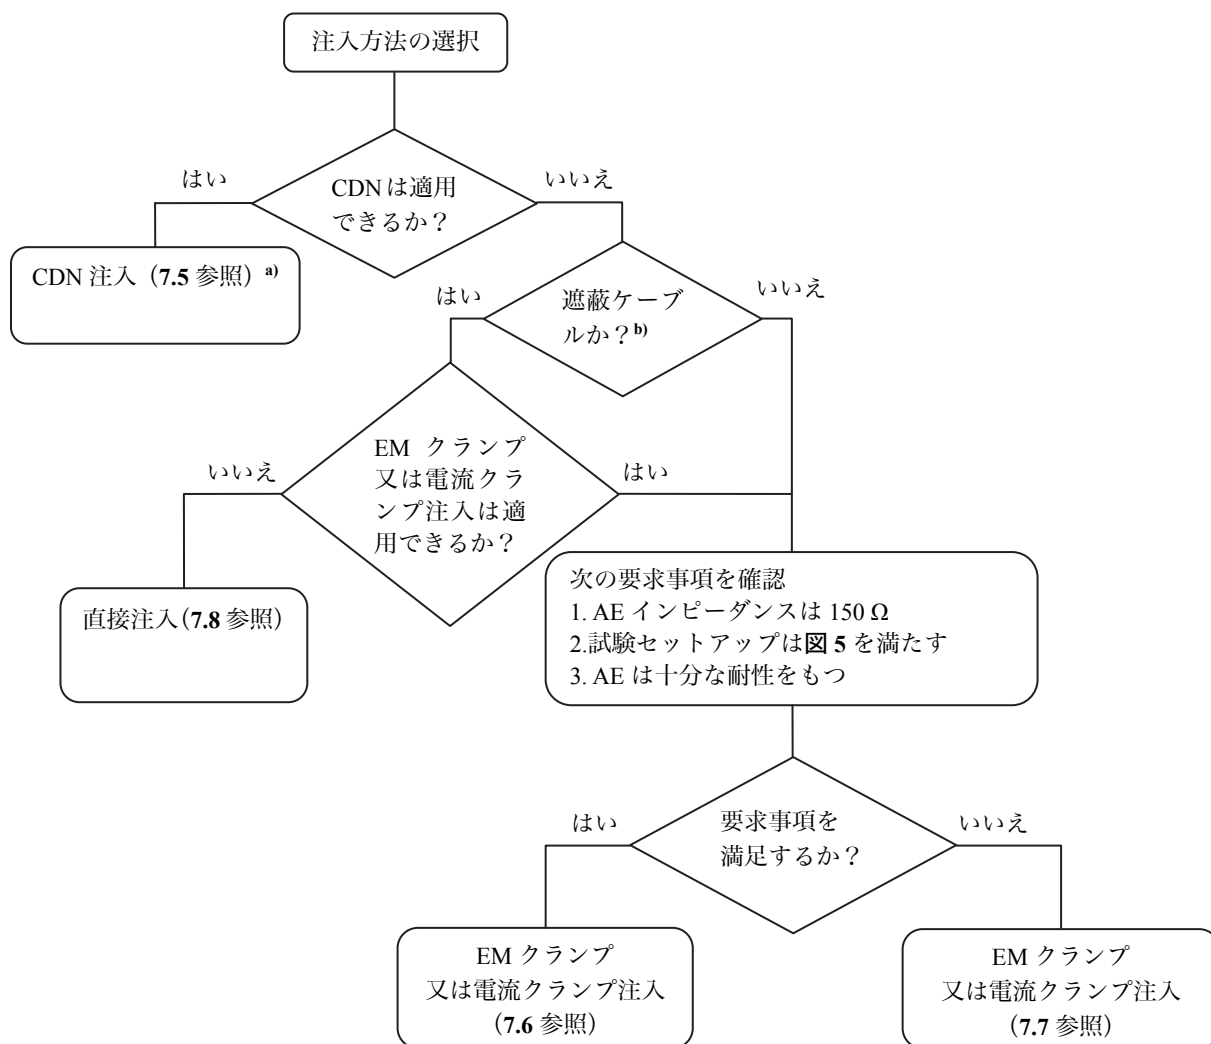 注入方法の選択
はい
CDN は適用
できるか？
いいえ
CDN 注入（7.5 参照）a)
はい
遮蔽ケーブ
ルか？b)
いいえ
いいえ
EM クランプ
又は電流クラ
ンプ注入は適
用できるか？
はい
直接注入（7.8 参照）
次の要求事項を確認
1. AE インピーダンスは 150 Ω
2.試験セットアップは図 5 を満たす
3. AE は十分な耐性をもつ
はい
要求事項を
満足するか？
いいえ
EM クランプ
又は電流クランプ注入
（7.6 参照）
EM クランプ
又は電流クランプ注入
（7.7 参照）